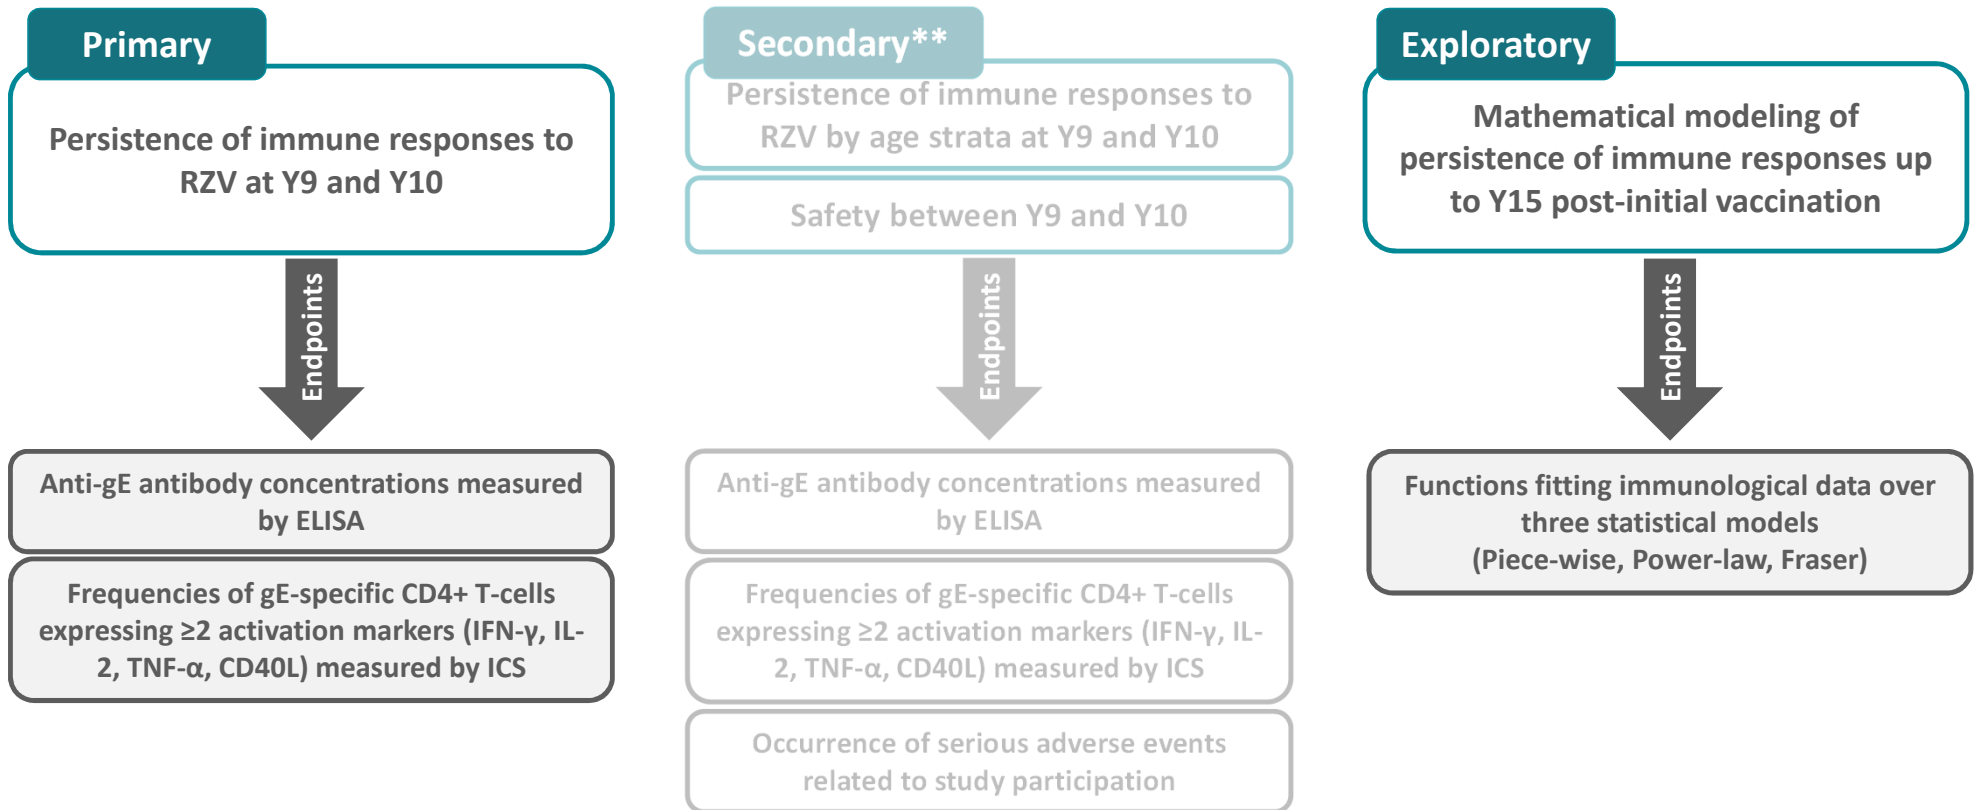 Primary
Persistence of immune responses to
RZV at Y9 and Y10
Endpoints
Anti-gE antibody concentrations measured
by ELISA
Frequencies of gE-specific CD4+ T-cells
expressing ≥2 activation markers (IFN-γ, IL-
2, TNF-α, CD40L) measured by ICS
Secondary**
Persistence of immune responses to
RZV by age strata at Y9 and Y10
Safety between Y9 and Y10
Endpoints
Anti-gE antibody concentrations measured
by ELISA
Frequencies of gE-specific CD4+ T-cells
expressing ≥2 activation markers (IFN-γ, IL-
2, TNF-α, CD40L) measured by ICS
Occurrence of serious adverse events
related to study participation
Exploratory
Mathematical modeling of
persistence of immune responses up
to Y15 post-initial vaccination
Endpoints
Functions fitting immunological data over
three statistical models
(Piece-wise, Power-law, Fraser)